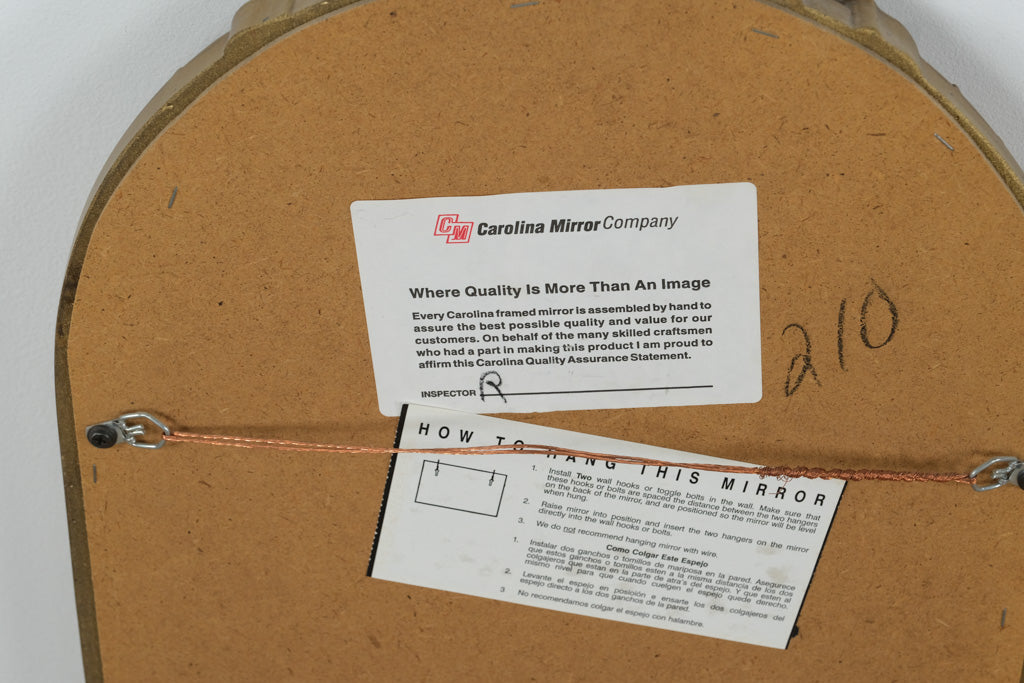 CM Carolina Mirror Company
Where Quality Is More Than An Image
Every Carolina framed mirror is assembled by hand to
assure the best possible quality and value for our
customers. On behalf of the many skilled craftsmen
who had a part in making this product I am proud to
affirm this Carolina Quality Assurance Statement.
INSPECTOR R
210
HOW TO HANG THIS MIRROR
1. Install Two wall hooks or toggle bolts in the wall. Make sure that
these hooks or bolts are spaced the distance between the two hangers
on the back of the mirror, and are positioned so the mirror will be level
when hung.
2. Raise mirror into position and insert the two hangers on the mirror
directly into the wall hooks or bolts.
3. We do not recommend hanging mirror with wire.
Como Colgar Este Espejo
1. Instalar dos ganchos o tornillos de mariposa en la pared. Asegurece
que estos ganchos o tornillos esten a la misma distancia de los dos
colgajeros que estan en la parte de atra's del espejo. Y que esten al
mismo nivel para que cuando cuelgen el espejo quede derecho.
2. Levante el espejo en posloión e ensarte los dos colgajeros del
espejo directo a los dos ganchos de la pared.
3 No recomendamos colgar el espejo con halambre.